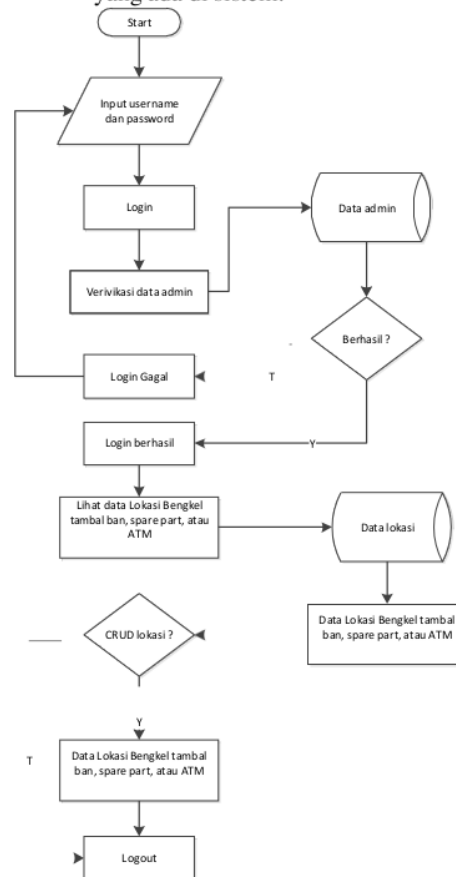 yang ada di sistem.
Start
Input username
dan password
Login
Data admin
Verivikasi data admin
Berhasil ?
Login Gagal
T
Login berhasil
Y
Lihat data Lokasi Bengkel
tambal ban, spare part, atau
ATM
Data lokasi
Data Lokasi Bengkel tambal
ban, spare part, atau ATM
CRUD lokasi ?
Y
T
Data Lokasi Bengkel tambal
ban, spare part, atau ATM
Logout